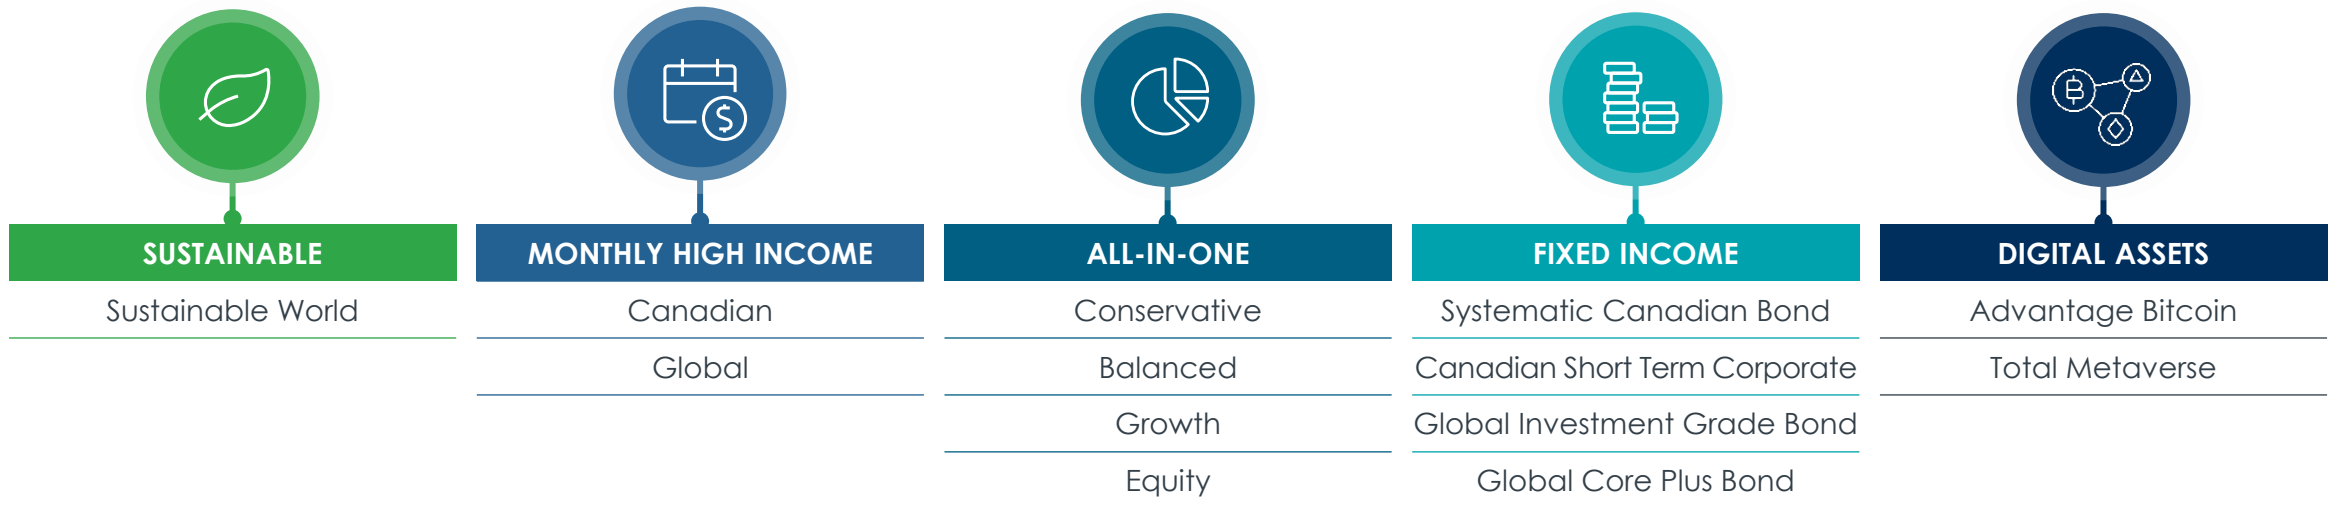 SUSTAINABLE
Sustainable World
MONTHLY HIGH INCOME
Canadian
Global
ALL-IN-ONE
Conservative
Balanced
Growth
Equity
FIXED INCOME
Systematic Canadian Bond
Canadian Short Term Corporate
Global Investment Grade Bond
Global Core Plus Bond
DIGITAL ASSETS
Advantage Bitcoin
Total Metaverse